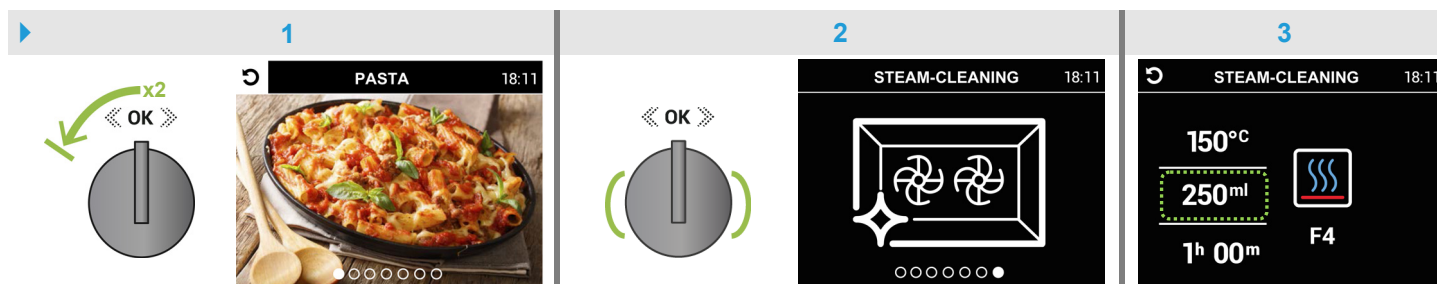 1
x2
OK
PASTA 18:11
2
OK
STEAM-CLEANING 18:11
3
STEAM-CLEANING 18:11
150°C
250ml
1h 00m
F4